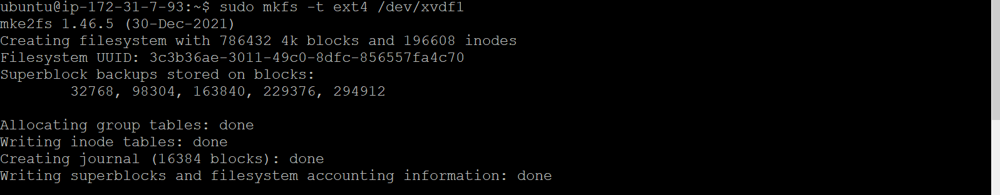 ubuntu@ip-172-31-7-93:~$ sudo mkfs -t ext4 /dev/xvdf1
mke2fs 1.46.5 (30-Dec-2021)
Creating filesystem with 786432 4k blocks and 196608 inodes
Filesystem UUID: 3c3b36ae-3011-49c0-8dfc-856557fa4c70
Superblock backups stored on blocks:
        32768, 98304, 163840, 229376, 294912

Allocating group tables: done
Writing inode tables: done
Creating journal (16384 blocks): done
Writing superblocks and filesystem accounting information: done